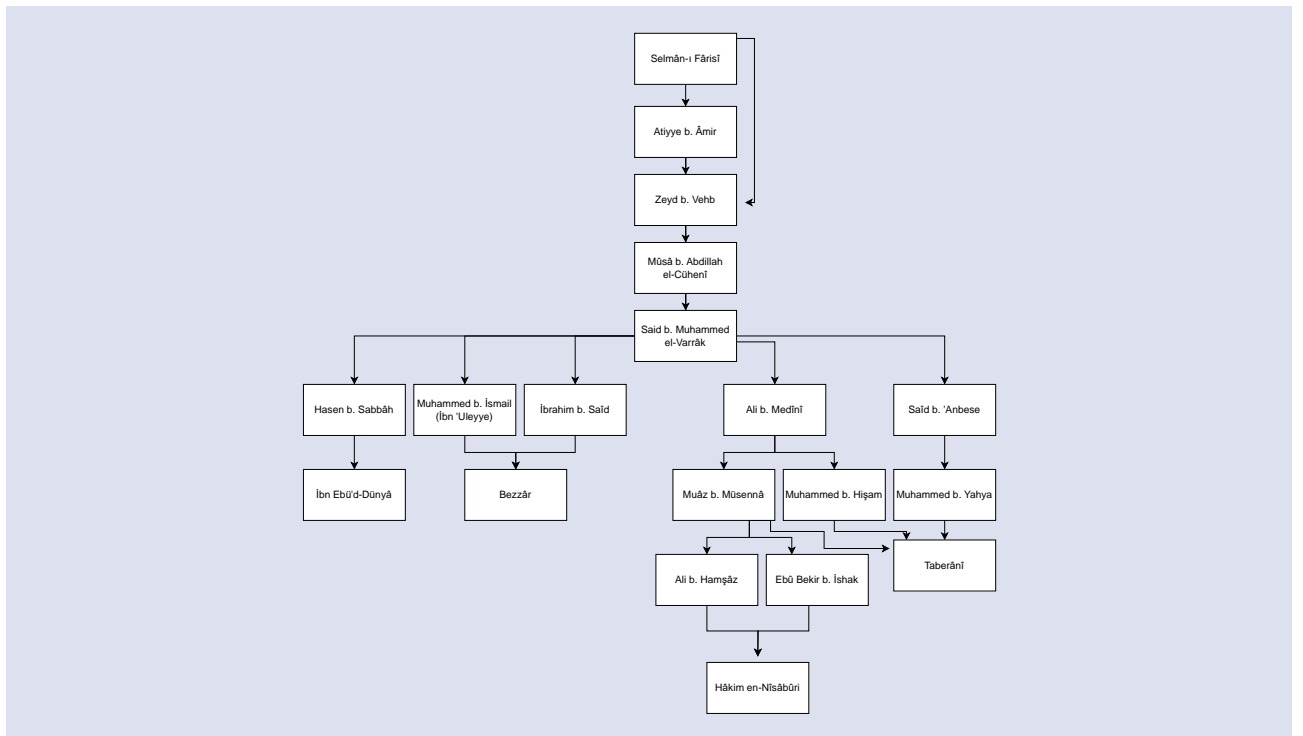 Selmân-ı Fârisî
Atiyye b. Âmir
Zeyd b. Vehb
Mûsâ b. Abdillah
el-Cühenî
Said b. Muhammed
el-Varrâk
Hasen b. Sabbâh
Muhammed b. İsmail
(İbn 'Uleyye)
İbrahim b. Saîd
Ali b. Medînî
Saîd b. 'Anbese
İbn Ebü'd-Dünyâ
Bezzâr
Muâz b. Müsennâ
Muhammed b. Hişam
Muhammed b. Yahya
Ali b. Hamşâz
Ebû Bekir b. İshak
Taberânî
Hâkim en-Nîsâbûri